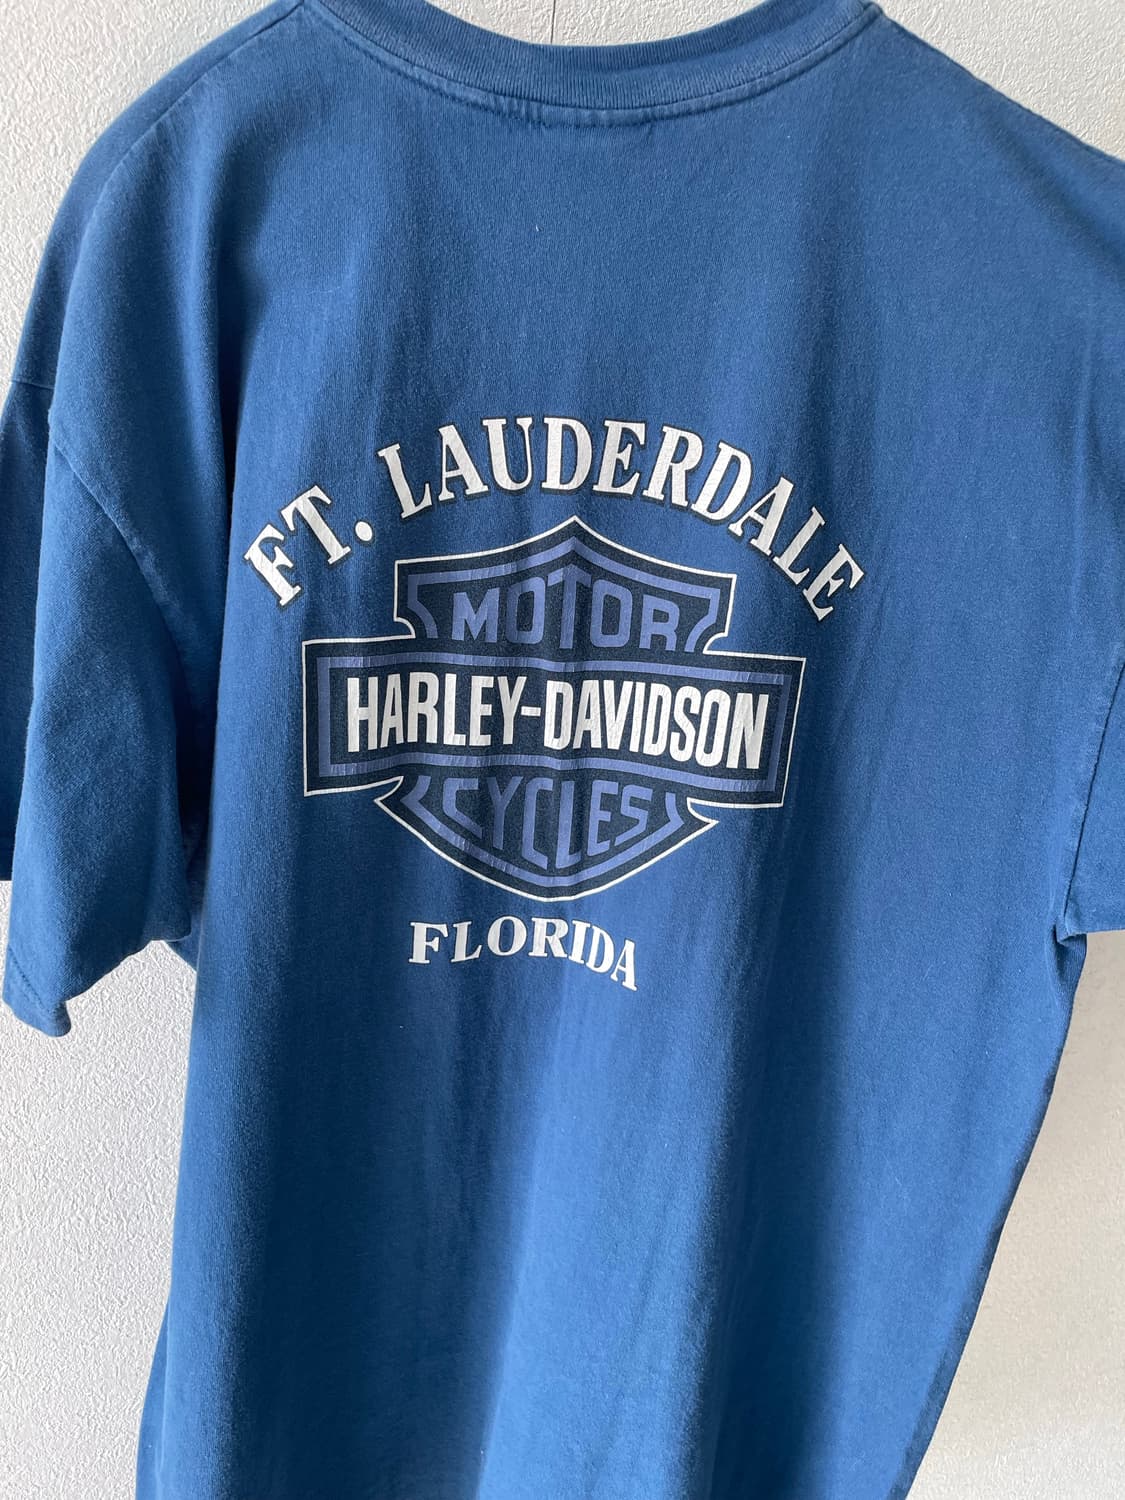 FT. LAUDERDALE
MOTOR
HARLEY-DAVIDSON
CYCLES
FLORIDA